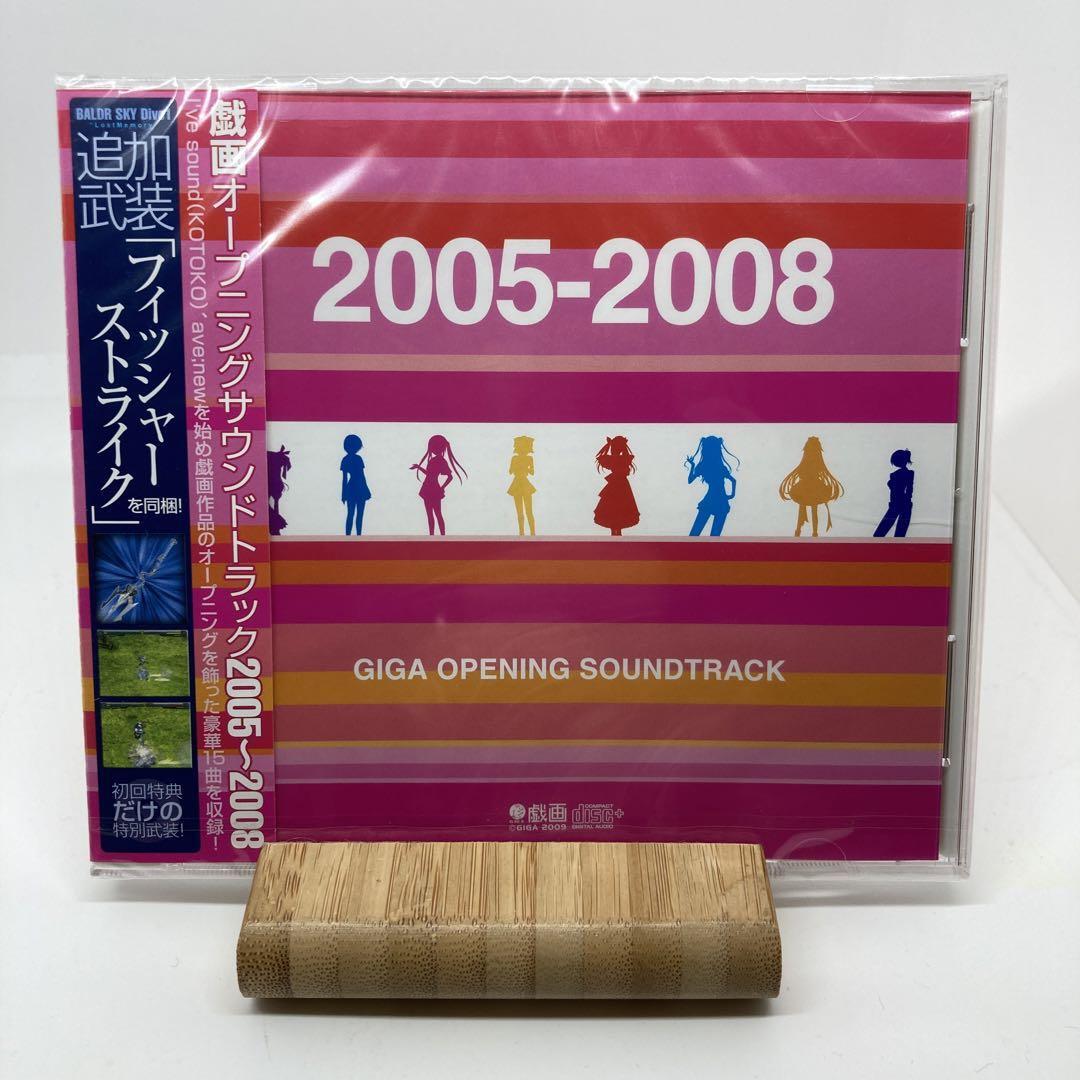 BALDR SKY Dive1
"LostMemory"
追加
武装
「フィッシャー
ストライク」
を同梱!
初回特典
だけの
特別武装!
戯画オープニングサウンドトラック2005~2008
I've sound(KOTOKO)、ave;newを始め戯画作品のオープニングを飾った豪華15曲を収録!
2005-2008
GIGA OPENING SOUNDTRACK
戯画
©GIGA 2009
COMPACT
disc+
DIGITAL AUDIO